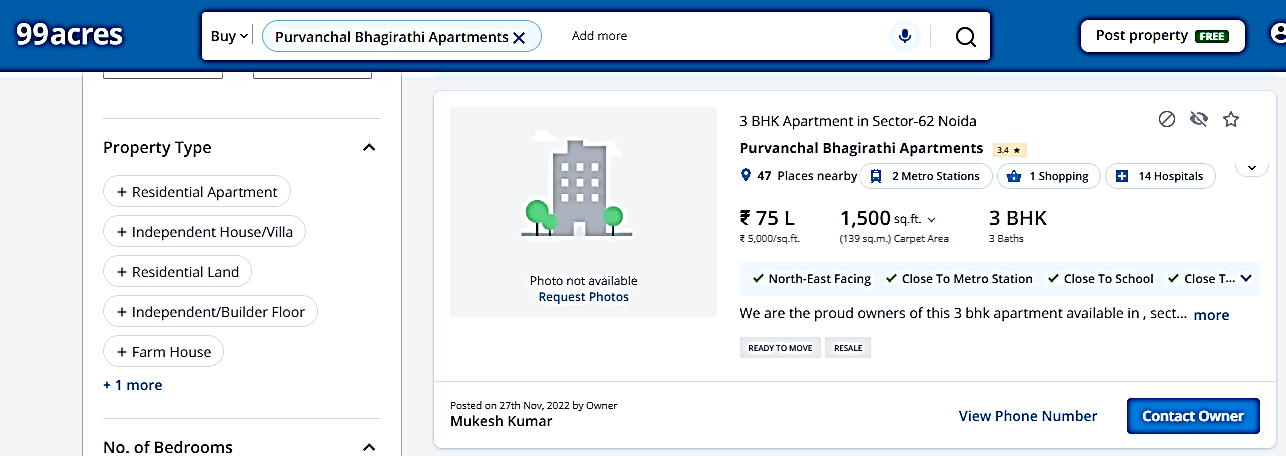 99acres
Buy
Purvanchal Bhagirathi Apartments
Add more
Post property FREE
Property Type
+ Residential Apartment
+ Independent House/Villa
+ Residential Land
+ Independent/Builder Floor
+ Farm House
+ 1 more
No. of Bedrooms
Photo not available
Request Photos
3 BHK Apartment in Sector-62 Noida
Purvanchal Bhagirathi Apartments 3.4 ★
47 Places nearby 2 Metro Stations 1 Shopping 14 Hospitals
₹ 75 L 1,500 sq.ft. 3 BHK
₹ 5,000/sq.ft. (139 sq.m.) Carpet Area 3 Baths
North-East Facing Close To Metro Station Close To School Close T...
We are the proud owners of this 3 bhk apartment available in , sect... more
READY TO MOVE RESALE
Posted on 27th Nov, 2022 by Owner
Mukesh Kumar
View Phone Number
Contact Owner